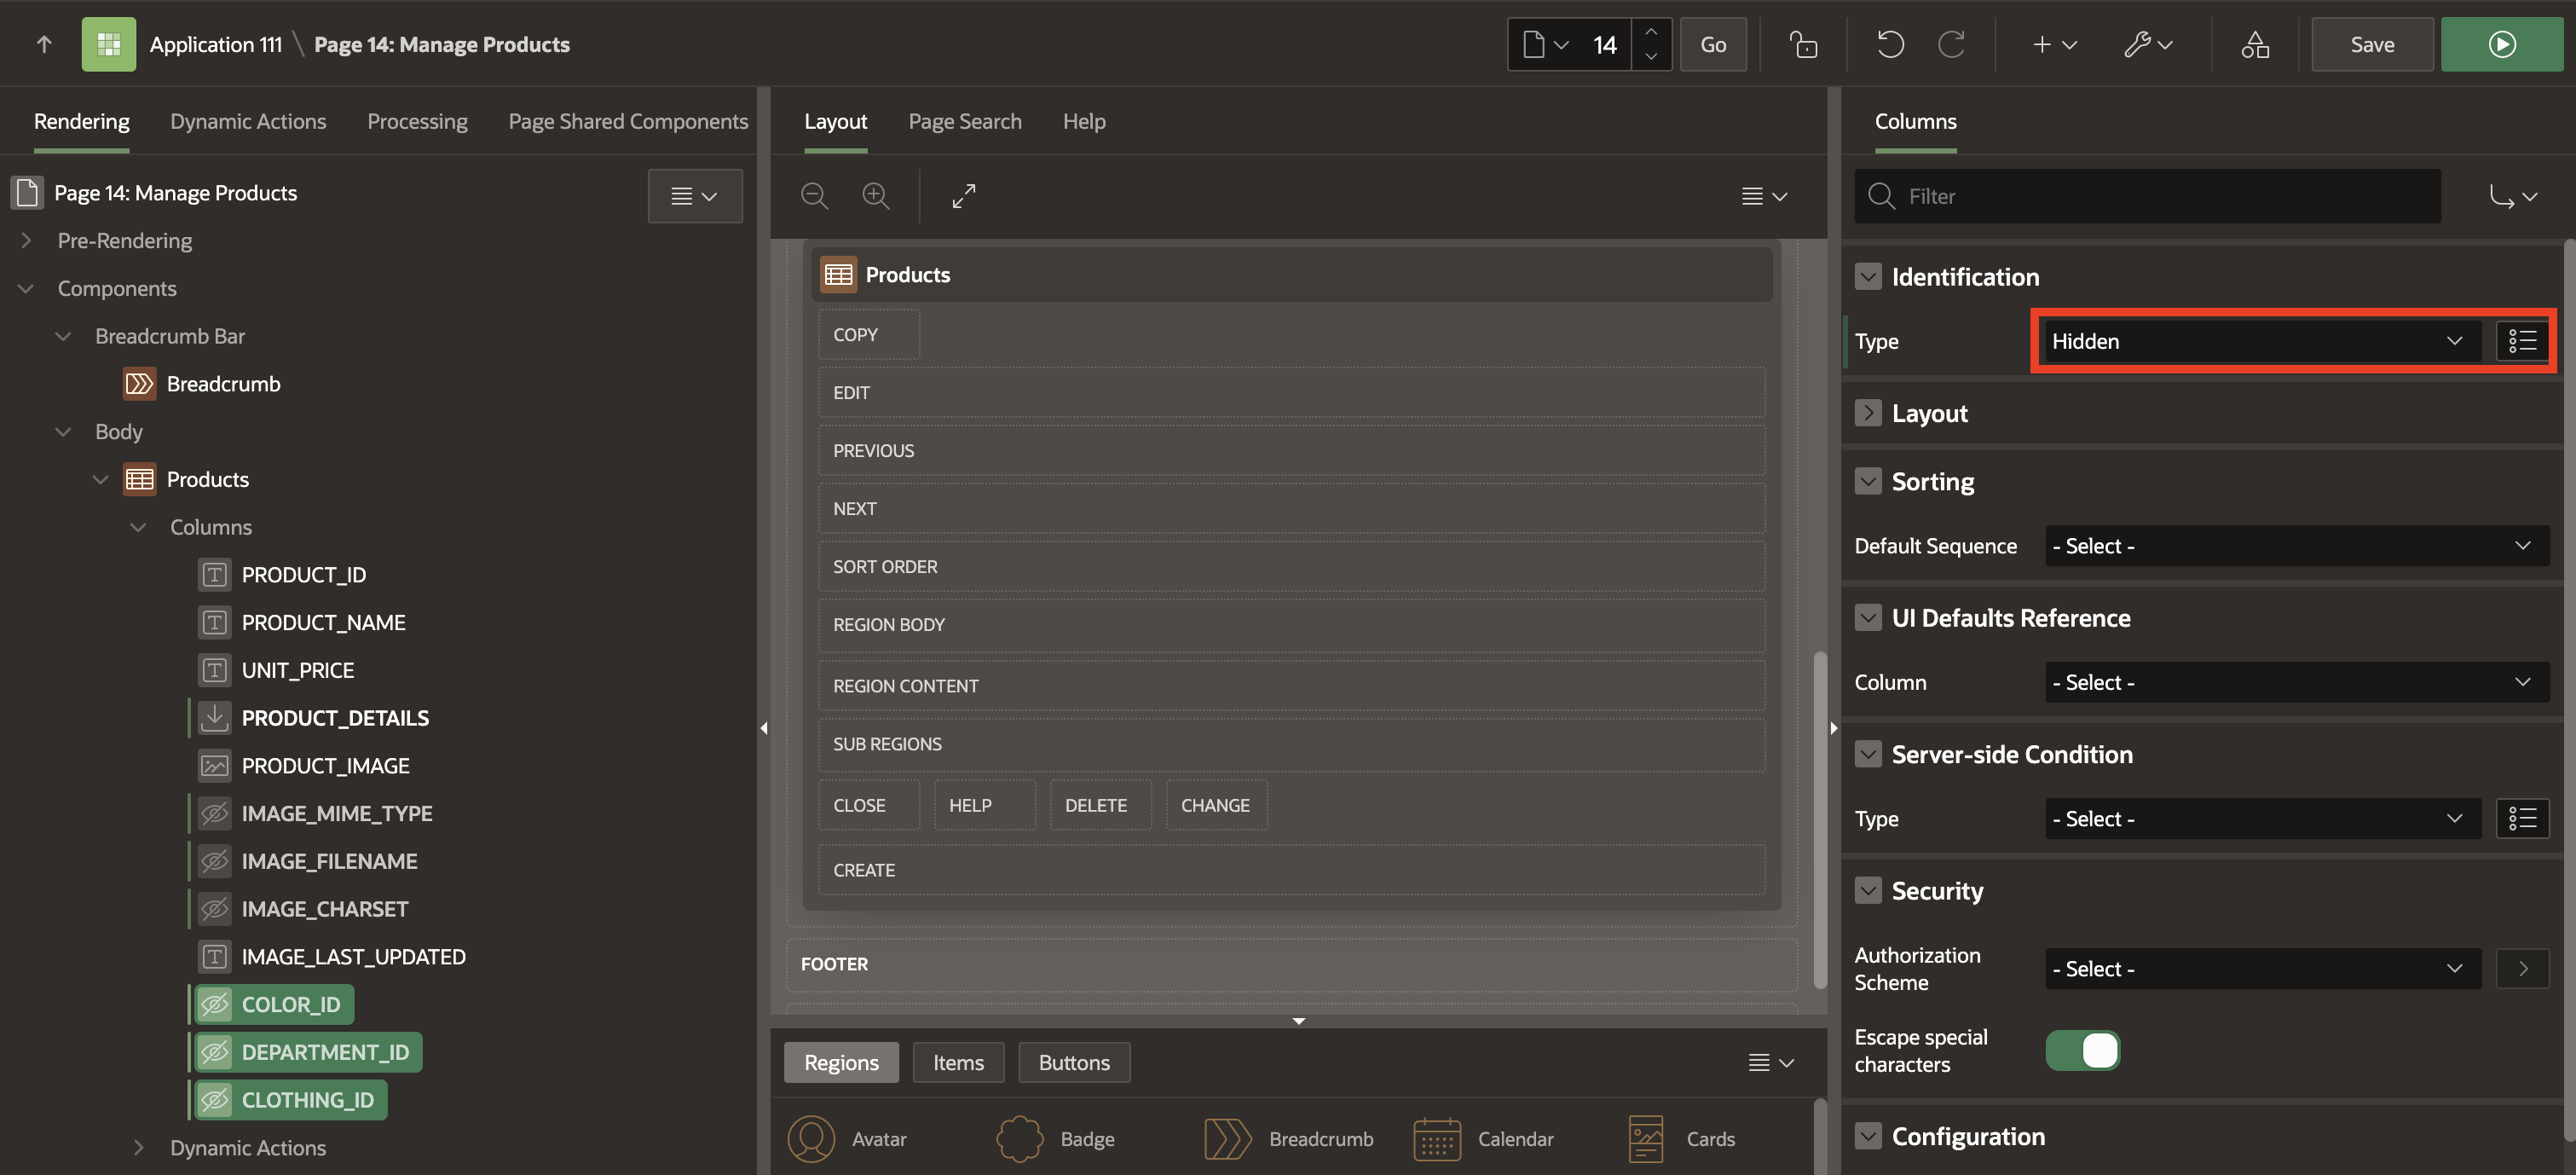 Application 111 \ Page 14: Manage Products
14
Go
Save
Rendering
Dynamic Actions
Processing
Page Shared Components
Page 14: Manage Products
Pre-Rendering
Components
Breadcrumb Bar
Breadcrumb
Body
Products
Columns
PRODUCT_ID
PRODUCT_NAME
UNIT_PRICE
PRODUCT_DETAILS
PRODUCT_IMAGE
IMAGE_MIME_TYPE
IMAGE_FILENAME
IMAGE_CHARSET
IMAGE_LAST_UPDATED
COLOR_ID
DEPARTMENT_ID
CLOTHING_ID
Dynamic Actions
Layout
Page Search
Help
Products
COPY
EDIT
PREVIOUS
NEXT
SORT ORDER
REGION BODY
REGION CONTENT
SUB REGIONS
CLOSE
HELP
DELETE
CHANGE
CREATE
FOOTER
Regions
Items
Buttons
Avatar
Badge
Breadcrumb
Calendar
Cards
Columns
Filter
Identification
Type
Hidden
Layout
Sorting
Default Sequence
- Select -
UI Defaults Reference
Column
- Select -
Server-side Condition
Type
- Select -
Security
Authorization
Scheme
- Select -
Escape special
characters
Configuration